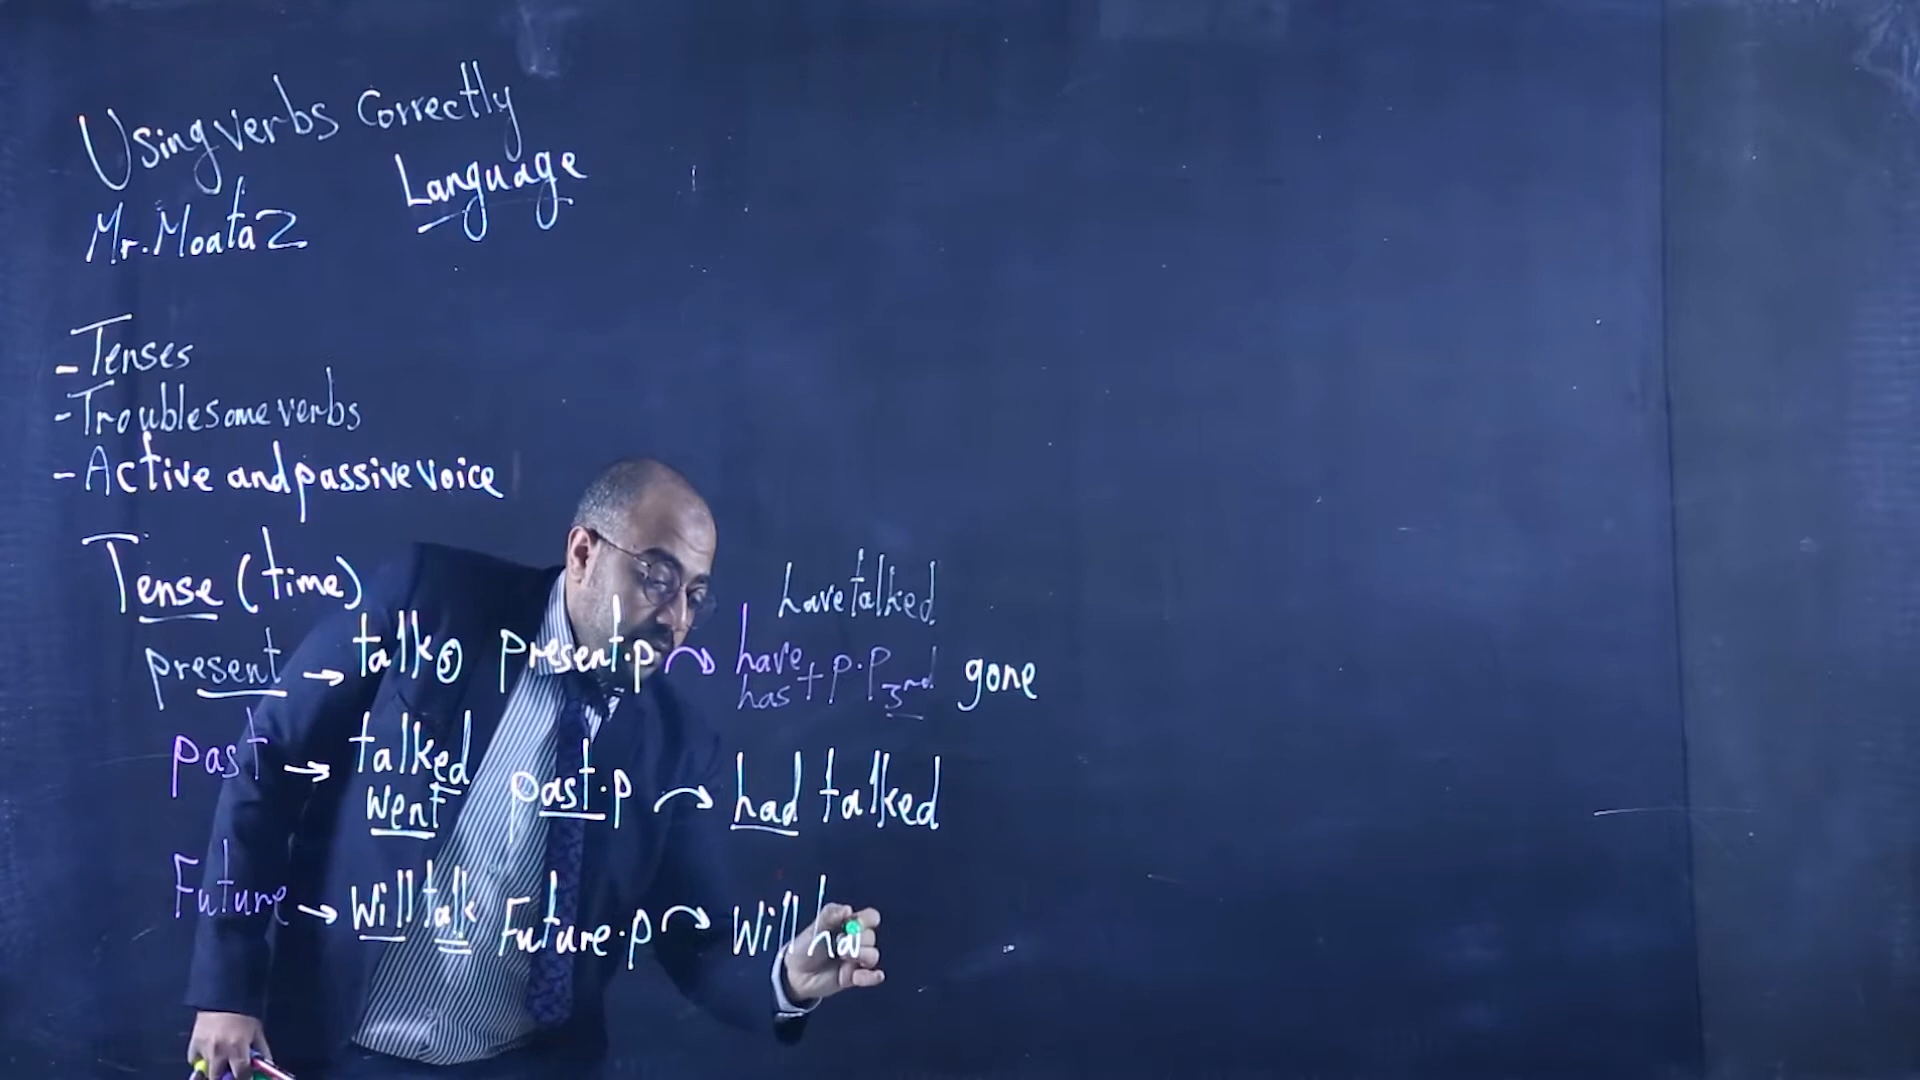 Using verbs Correctly
Language
Mr. Moataz
- Tenses
- Troublesome verbs
- Active and passive voice
Tense (time)
have talked
present → talk s present.p → have has + p.p 3rd gone
past → talked went past.p → had talked
Future → will talk Future.p → Will ha